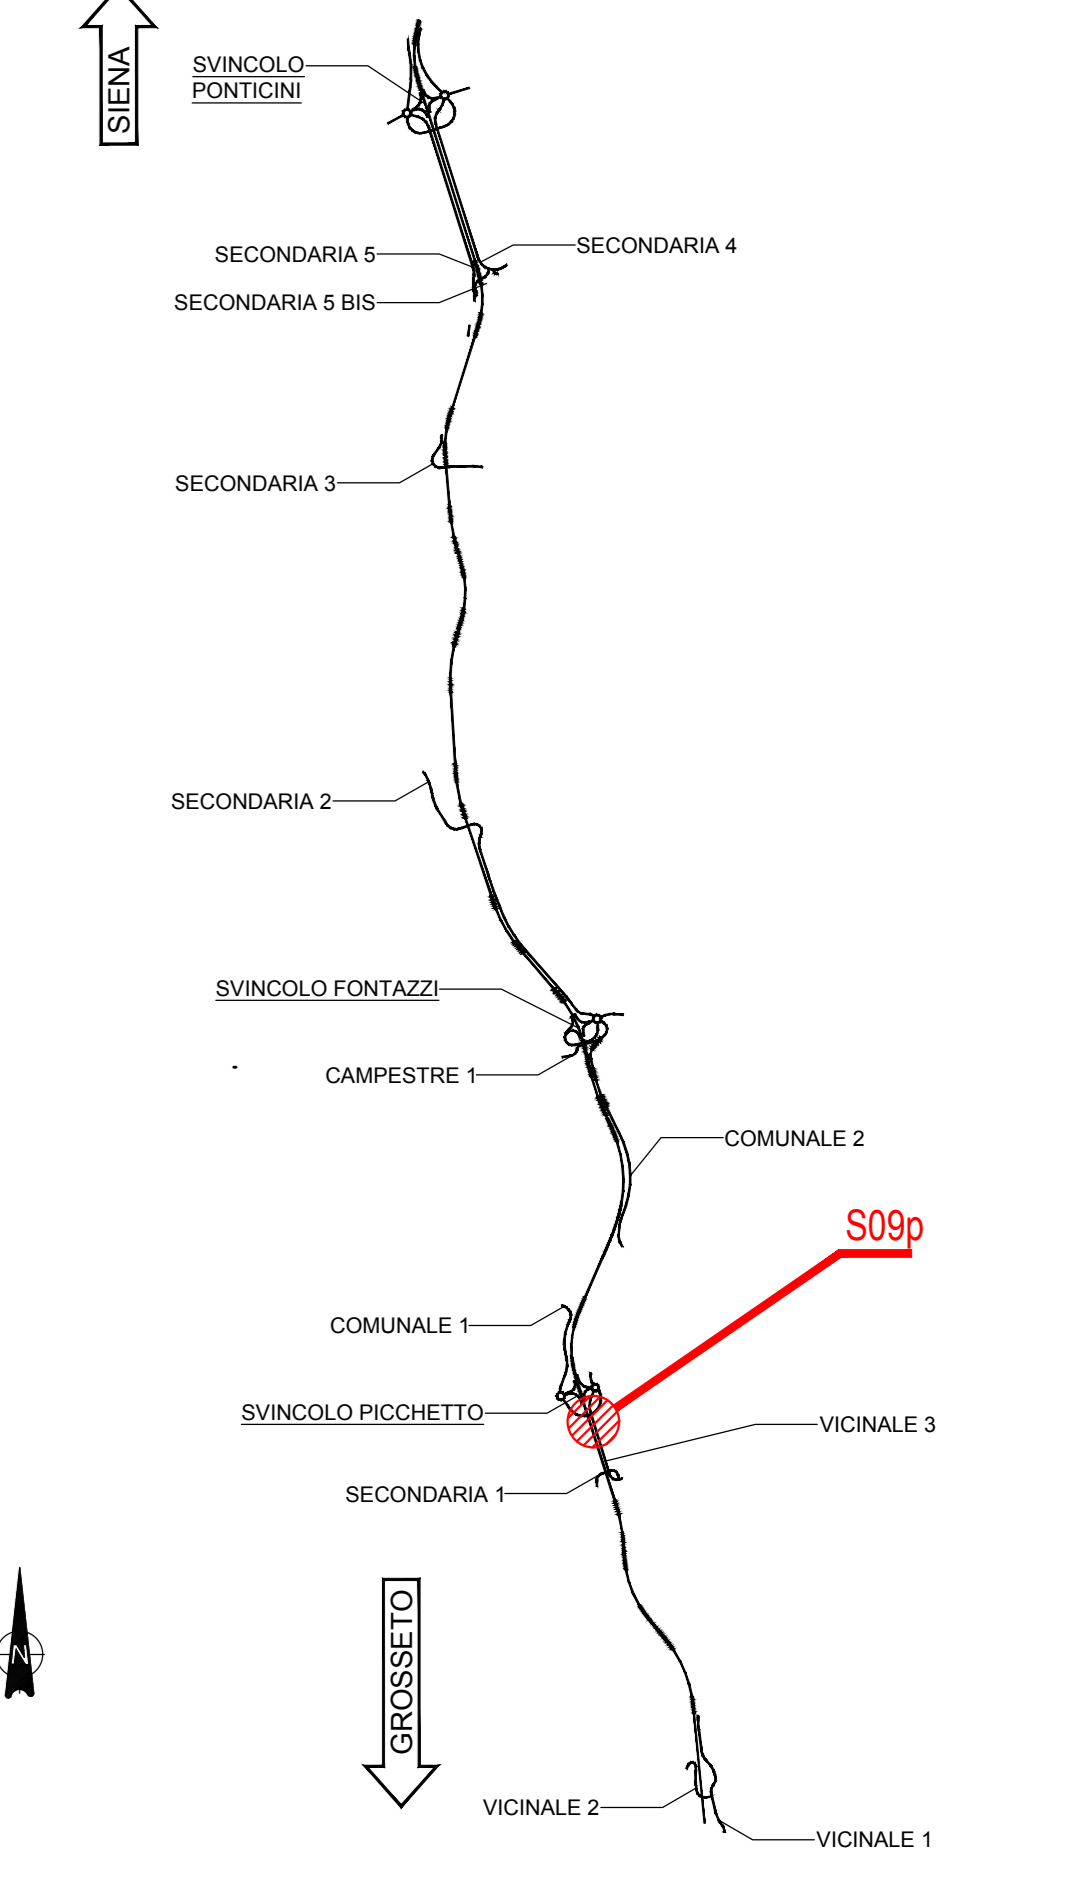 SIENA
SVINCOLO
PONTICINI
SECONDARIA 5
SECONDARIA 4
SECONDARIA 5 BIS
SECONDARIA 3
SECONDARIA 2
SVINCOLO FONTAZZI
CAMPESTRE 1
COMUNALE 2
S09p
COMUNALE 1
SVINCOLO PICCHETTO
VICINALE 3
SECONDARIA 1
GROSSETO
N
VICINALE 2
VICINALE 1